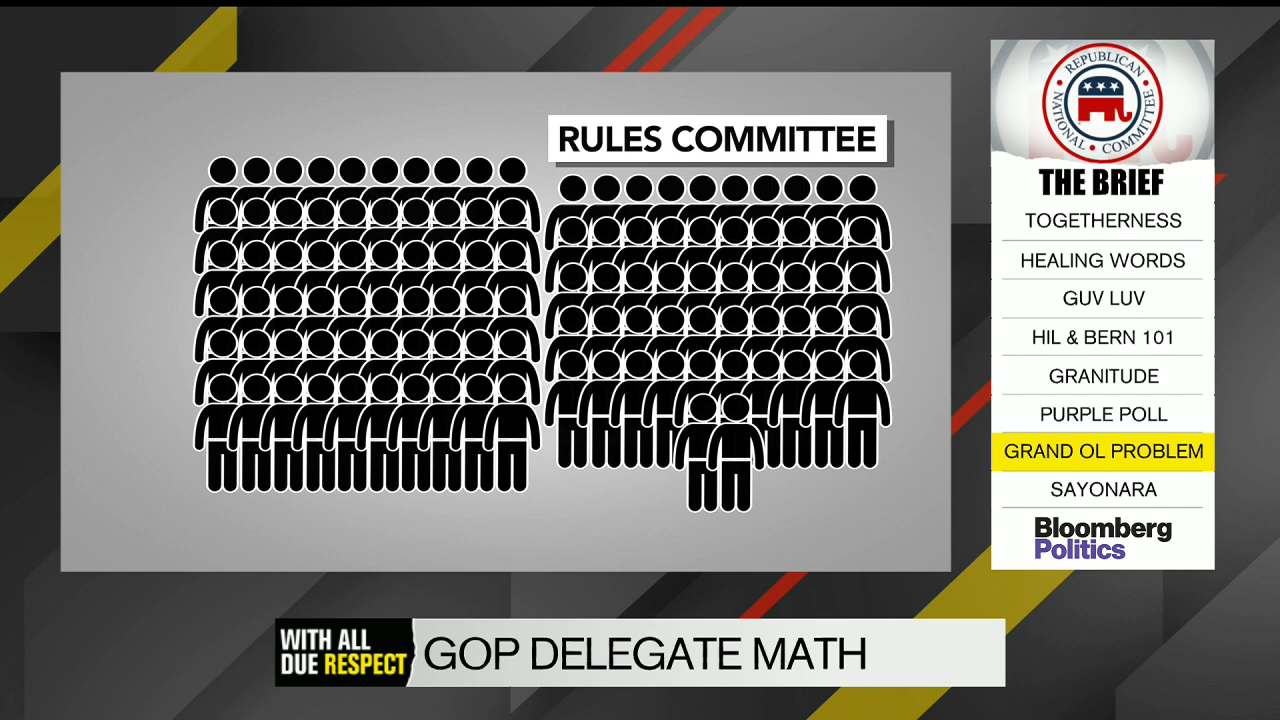 RULES COMMITTEE
REPUBLICAN
NATIONAL COMMITTEE
THE BRIEF
TOGETHERNESS
HEALING WORDS
GUV LUV
HIL & BERN 101
GRANITUDE
PURPLE POLL
GRAND OL PROBLEM
SAYONARA
Bloomberg
Politics
WITH ALL
DUE RESPECT
GOP DELEGATE MATH